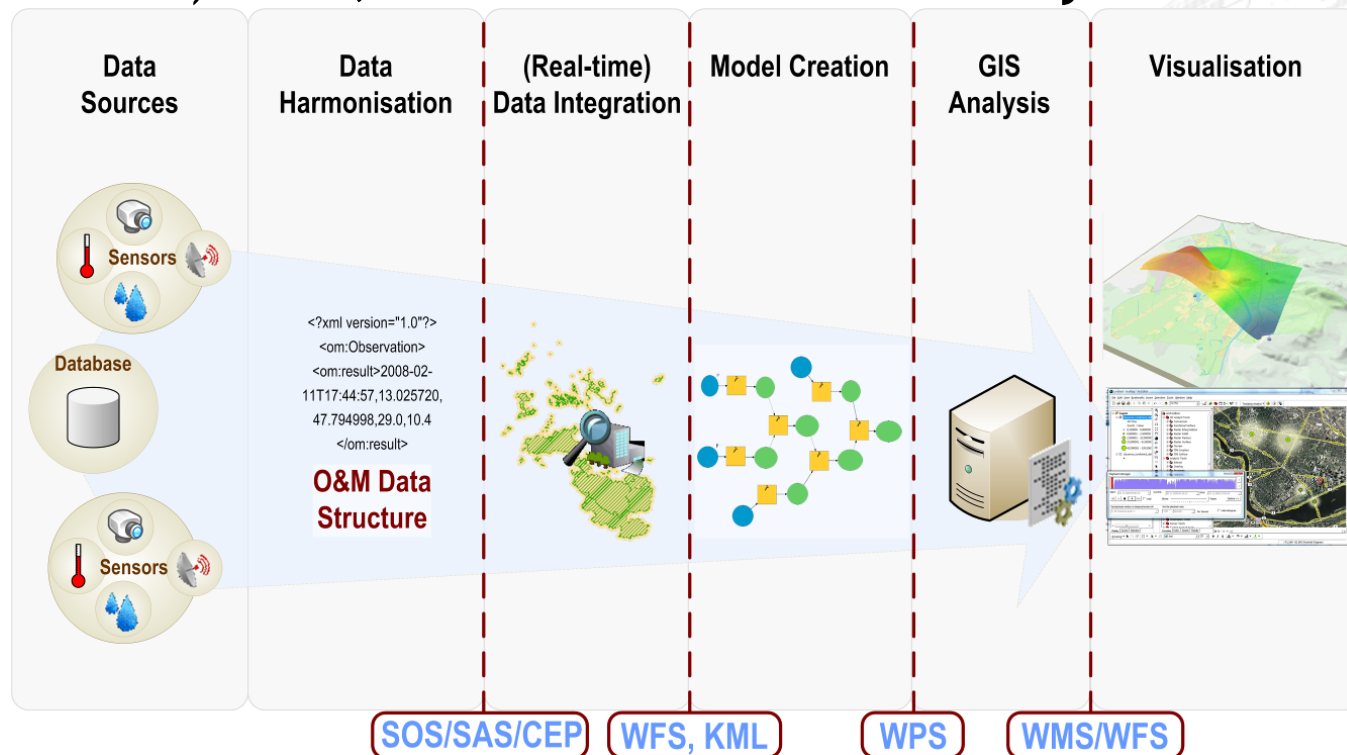 Data
Sources
Data
Harmonisation
(Real-time)
Data Integration
Model Creation
GIS
Analysis
Visualisation
Sensors
Database
Sensors
<?xml version="1.0"?>
<om:Observation>
<om:result>2008-02-
11T17:44:57,13.025720,
47.794998,29.0,10.4
</om:result>
O&M Data
Structure
SOS/SAS/CEP
WFS, KML
WPS
WMS/WFS